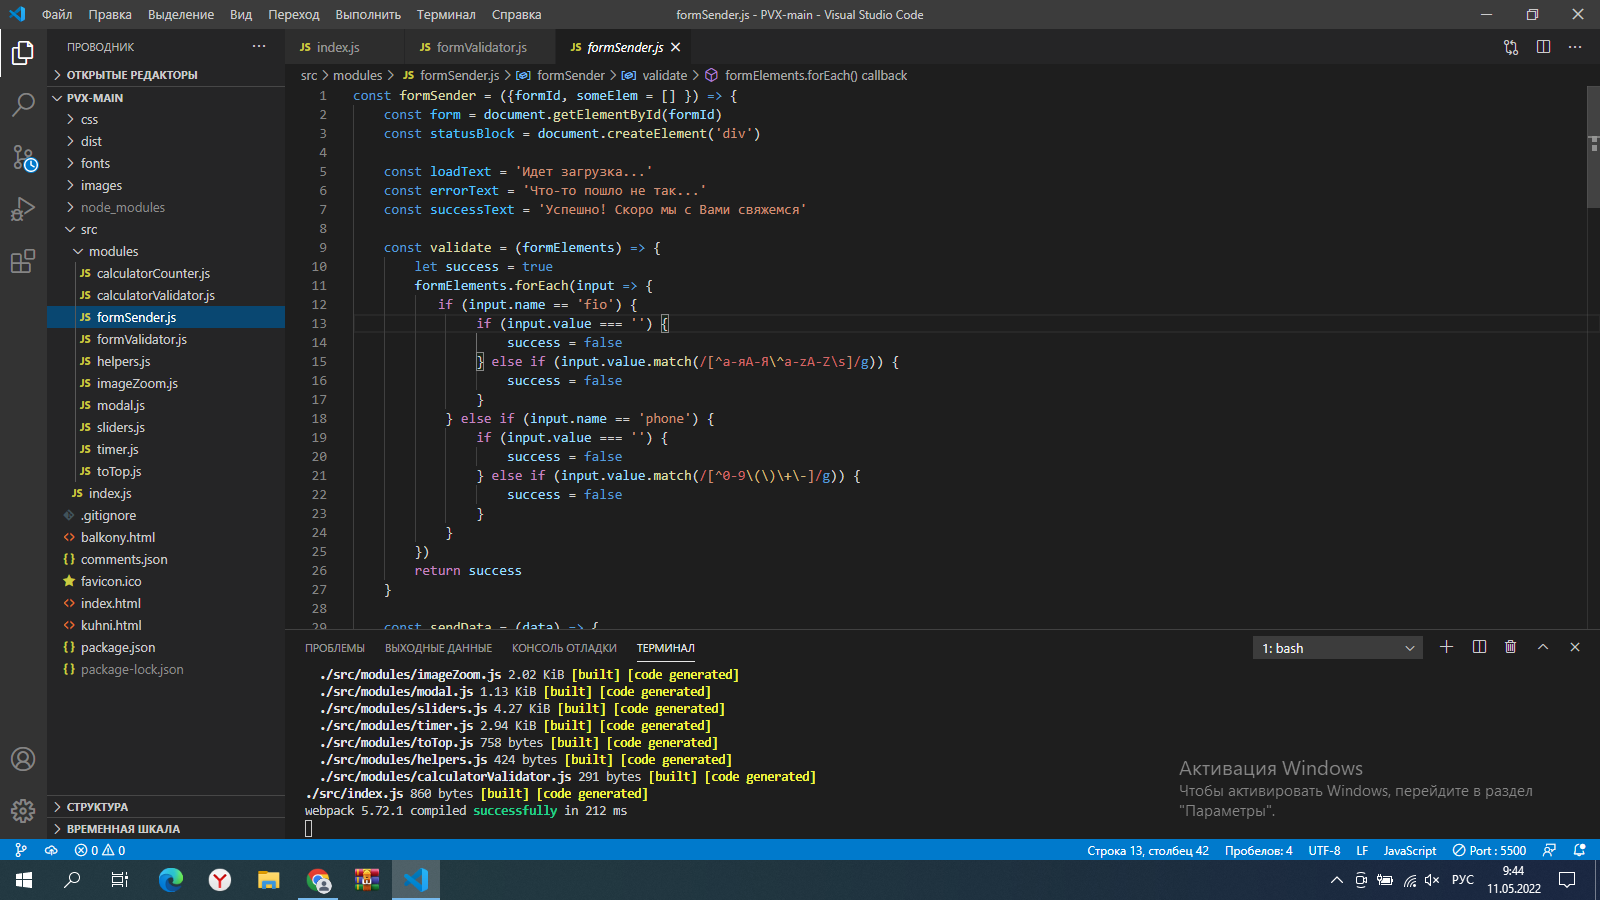 Файл Правка Выделение Вид Переход Выполнить Терминал Справка formSender.js - PVX-main - Visual Studio Code
ПРОВОДНИК
ОТКРЫТЫЕ РЕДАКТОРЫ
PVX-MAIN
css
dist
fonts
images
node_modules
src
modules
JS calculatorCounter.js
JS calculatorValidator.js
JS formSender.js
JS formValidator.js
JS helpers.js
JS imageZoom.js
JS modal.js
JS sliders.js
JS timer.js
JS toTop.js
JS index.js
.gitignore
<> balkony.html
{} comments.json
favicon.ico
<> index.html
<> kuhni.html
{} package.json
{} package-lock.json
СТРУКТУРА
ВРЕМЕННАЯ ШКАЛА
JS index.js JS formValidator.js JS formSender.js
src > modules > JS formSender.js > formSender > validate > formElements.forEach() callback
1 const formSender = ({formId, someElem = [] }) => {
2 const form = document.getElementById(formId)
3 const statusBlock = document.createElement('div')
4
5 const loadText = 'Идет загрузка...'
6 const errorText = 'Что-то пошло не так...'
7 const successText = 'Успешно! Скоро мы с Вами свяжемся'
8
9 const validate = (formElements) => {
10 let success = true
11 formElements.forEach(input => {
12 if (input.name == 'fio') {
13 if (input.value === '') {
14 success = false
15 } else if (input.value.match(/[^а-яА-Я\^a-zA-Z\s]/g)) {
16 success = false
17 }
18 } else if (input.name == 'phone') {
19 if (input.value === '') {
20 success = false
21 } else if (input.value.match(/[^0-9\(\)\+\-]/g)) {
22 success = false
23 }
24 }
25 })
26 return success
27 }
28
29 const sendData = (data) => {
ПРОБЛЕМЫ ВЫХОДНЫЕ ДАННЫЕ КОНСОЛЬ ОТЛАДКИ ТЕРМИНАЛ 1: bash
./src/modules/imageZoom.js 2.02 KiB [built] [code generated]
./src/modules/modal.js 1.13 KiB [built] [code generated]
./src/modules/sliders.js 4.27 KiB [built] [code generated]
./src/modules/timer.js 2.94 KiB [built] [code generated]
./src/modules/toTop.js 758 bytes [built] [code generated]
./src/modules/helpers.js 424 bytes [built] [code generated]
./src/modules/calculatorValidator.js 291 bytes [built] [code generated]
./src/index.js 860 bytes [built] [code generated]
webpack 5.72.1 compiled successfully in 212 ms
Активация Windows
Чтобы активировать Windows, перейдите в раздел
"Параметры".
0 0 Строка 13, столбец 42 Пробелов: 4 UTF-8 LF JavaScript Port : 5500
РУС 9:44
11.05.2022